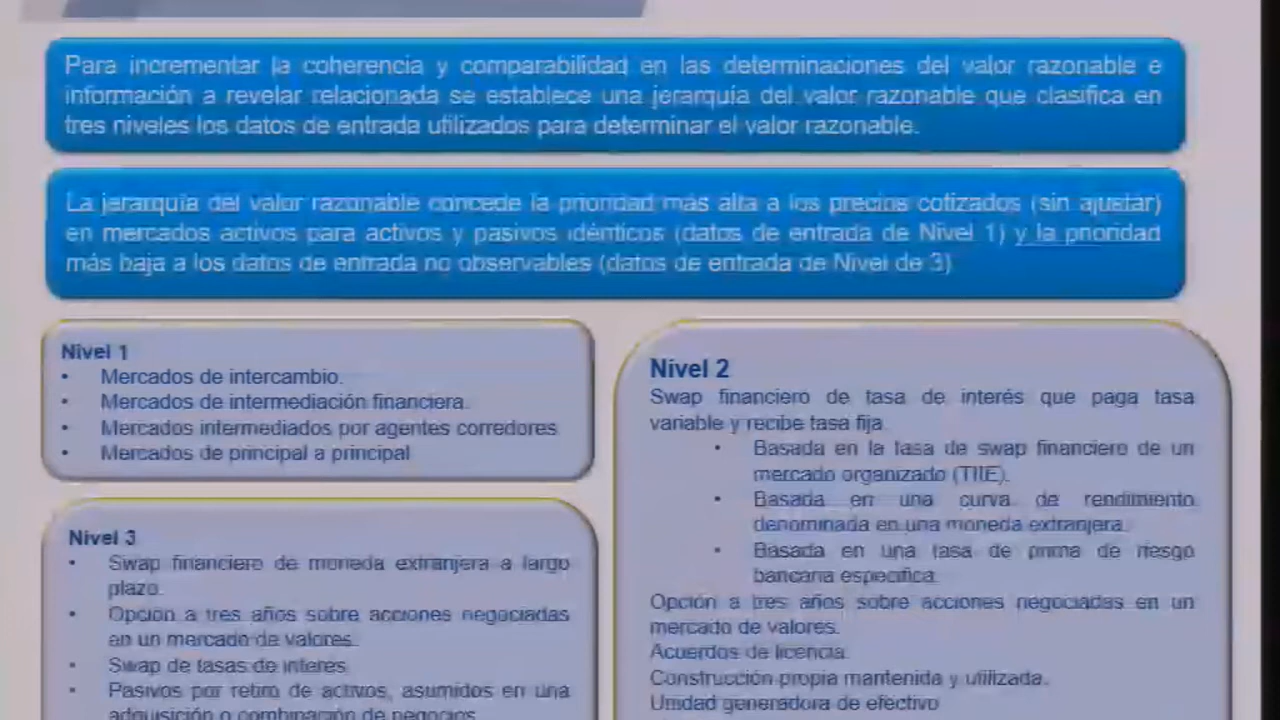 Para incrementar la coherencia y comparabilidad en las determinaciones del valor razonable e
información a revelar relacionada se establece una jerarquía del valor razonable que clasifica en
tres niveles los datos de entrada utilizados para determinar el valor razonable.
La jerarquía del valor razonable concede la prioridad más alta a los precios cotizados (sin ajustar)
en mercados activos para activos y pasivos idénticos (datos de entrada de Nivel 1) y la prioridad
más baja a los datos de entrada no observables (datos de entrada de Nivel de 3)
Nivel 1
• Mercados de intercambio.
• Mercados de intermediación financiera.
• Mercados intermediados por agentes corredores
• Mercados de principal a principal
Nivel 3
• Swap financiero de moneda extranjera a largo
plazo.
• Opción a tres años sobre acciones negociadas
en un mercado de valores.
• Swap de tasas de interés
• Pasivos por retiro de activos, asumidos en una
adquisición o combinación de negocios
Nivel 2
Swap financiero de tasa de interés que paga tasa
variable y recibe tasa fija
• Basada en la tasa de swap financiero de un
mercado organizado (TIIE).
• Basada en una curva de rendimiento
denominada en una moneda extranjera.
• Basada en una tasa de prima de riesgo
bancaria especifica
Opción a tres años sobre acciones negociadas en un
mercado de valores.
Acuerdos de licencia
Construcción propia mantenida y utilizada.
Unidad generadora de efectivo